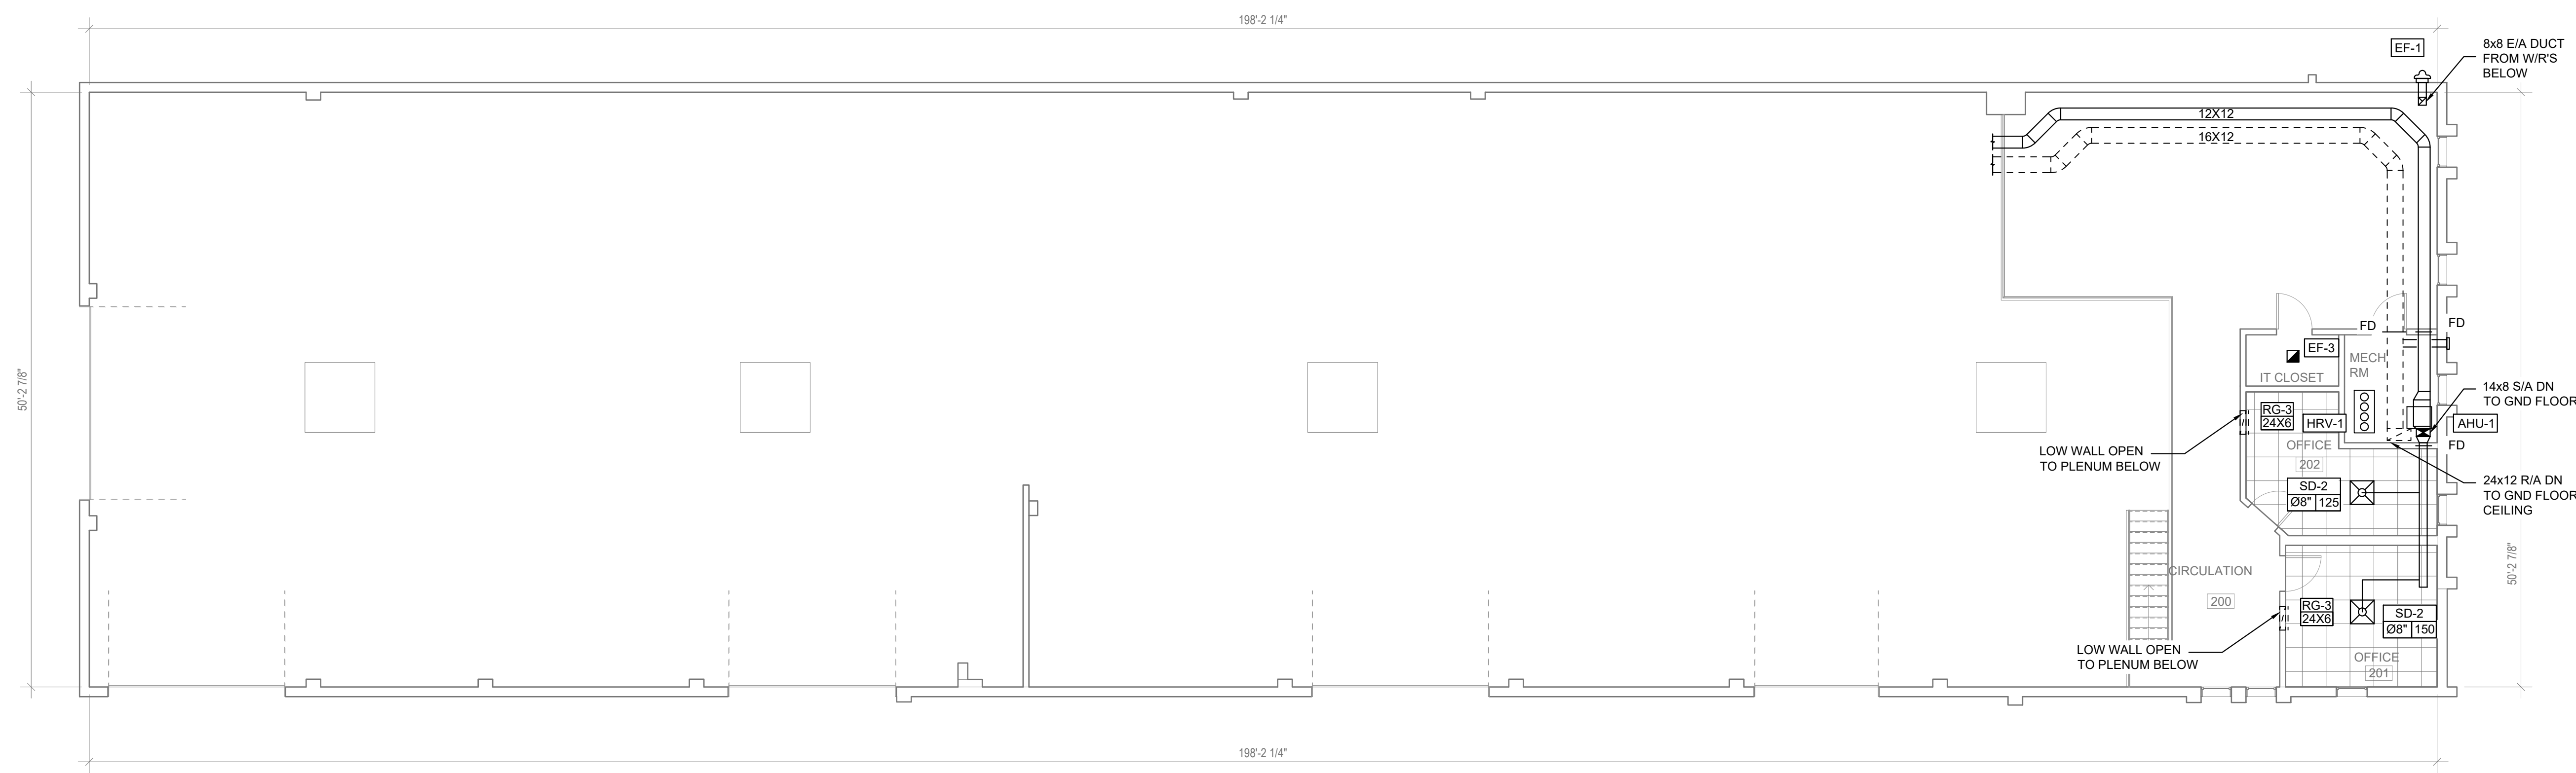 198'-2 1/4"
EF-1
8x8 E/A DUCT
FROM W/R'S
BELOW
12X12
16X12
50'-2 7/8"
FD
FD
EF-3
MECH
RM
IT CLOSET
14x8 S/A DN
TO GND FLOOR
RG-3
24X6
HRV-1
AHU-1
OFFICE
202
FD
LOW WALL OPEN
TO PLENUM BELOW
24x12 R/A DN
TO GND FLOOR
CEILING
SD-2
Ø8" 125
50'-2 7/8"
CIRCULATION
200
RG-3
24X6
SD-2
Ø8" 150
LOW WALL OPEN
TO PLENUM BELOW
OFFICE
201
198'-2 1/4"